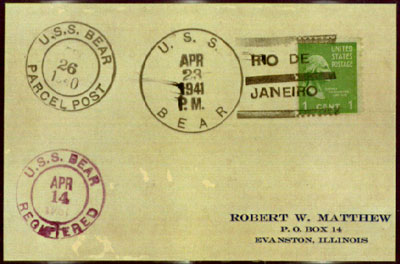 U.S.S. BEAR
26
PARCEL POST
U. S. S.
APR
23
1941
P. M.
BEAR
RIO DE
JANEIRO
UNITED
STATES
POSTAGE
1 CENT 1
U.S.S. BEAR
APR
14
REGISTERED
ROBERT W. MATTHEW
P. O. BOX 14
EVANSTON, ILLINOIS